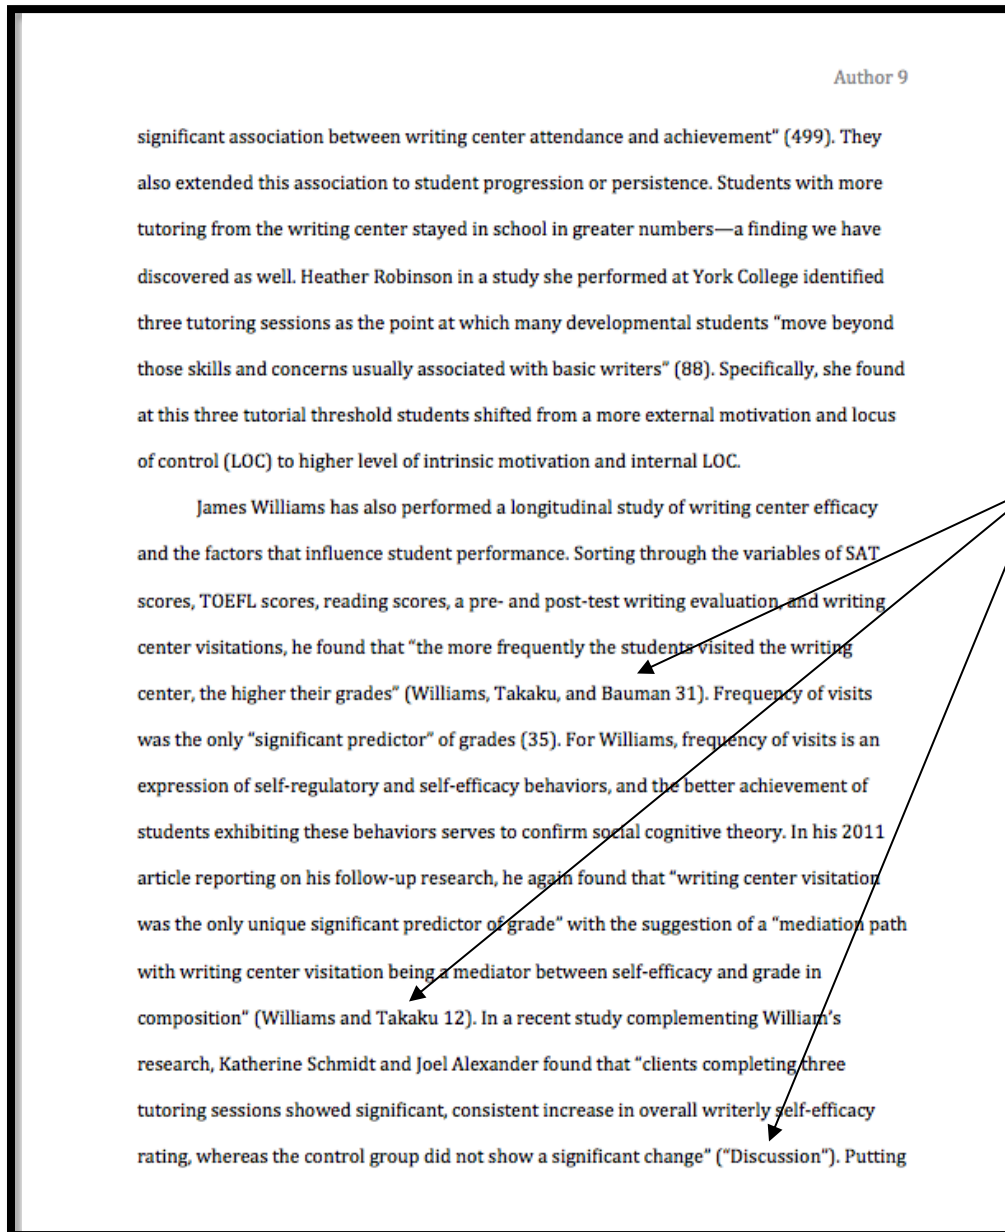 Author 9
significant association between writing center attendance and achievement“ (499). They
also extended this association to student progression or persistence. Students with more
tutoring from the writing center stayed in school in greater numbers—a finding we have
discovered as well. Heather Robinson in a study she performed at York College identified
three tutoring sessions as the point at which many developmental students “move beyond
those skills and concerns usually associated with basic writers” (88). Specifically, she found
at this three tutorial threshold students shifted from a more external motivation and locus
of control (LOC) to higher level of intrinsic motivation and internal LOC.
James Williams has also performed a longitudinal study of writing center efficacy
and the factors that influence student performance. Sorting through the variables of SAT
scores, TOEFL scores, reading scores, a pre- and post-test writing evaluation, and writing
center visitations, he found that “the more frequently the students visited the writing
center, the higher their grades” (Williams, Takaku, and Bauman 31). Frequency of visits
was the only “significant predictor” of grades (35). For Williams, frequency of visits is an
expression of self-regulatory and self-efficacy behaviors, and the better achievement of
students exhibiting these behaviors serves to confirm social cognitive theory. In his 2011
article reporting on his follow-up research, he again found that “writing center visitation
was the only unique significant predictor of grade” with the suggestion of a “mediation path
with writing center visitation being a mediator between self-efficacy and grade in
composition“ (Williams and Takaku 12). In a recent study complementing William’s
research, Katherine Schmidt and Joel Alexander found that “clients completing three
tutoring sessions showed significant, consistent increase in overall writerly self-efficacy
rating, whereas the control group did not show a significant change” (“Discussion”). Putting